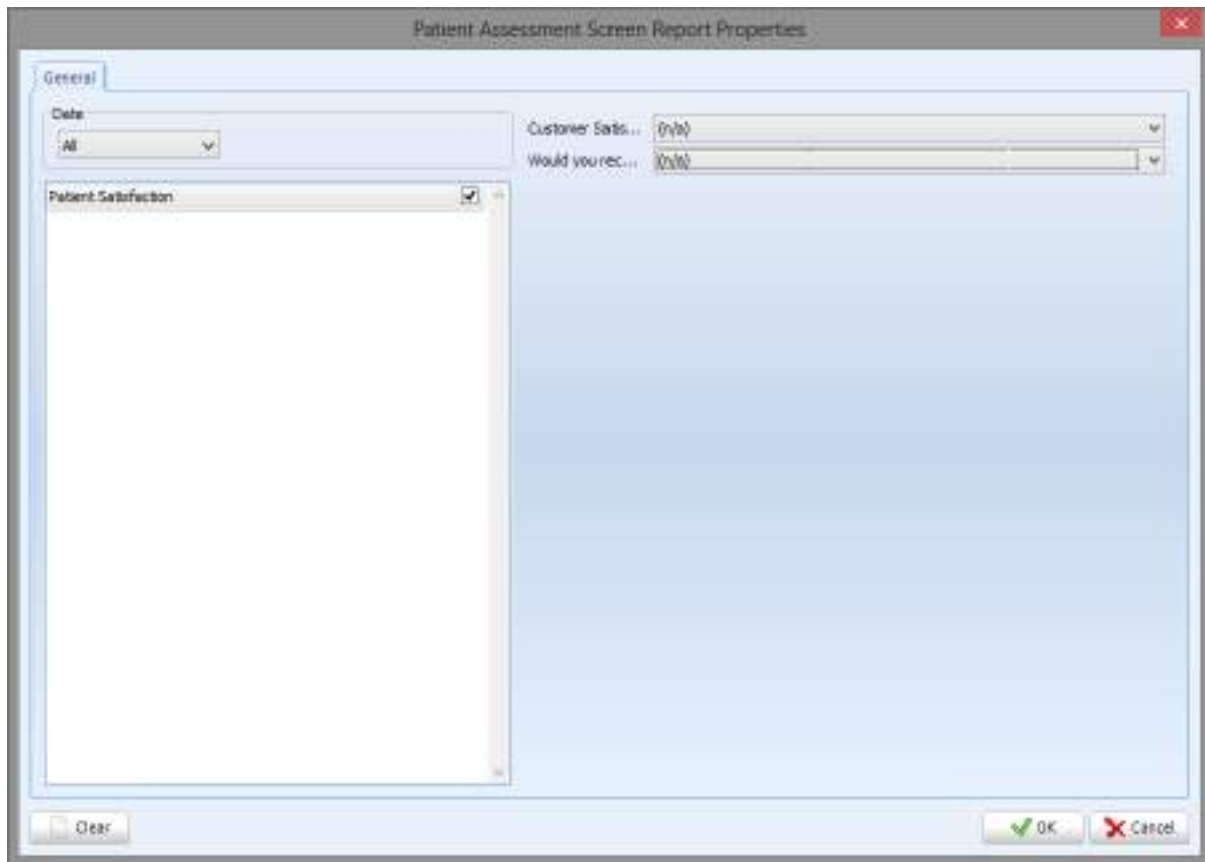 Patient Assessment Screen Report Properties
General
Date
All
Customer Satis... (n/a)
Would you rec... (n/a)
Patient Satisfaction
Clear
OK
Cancel